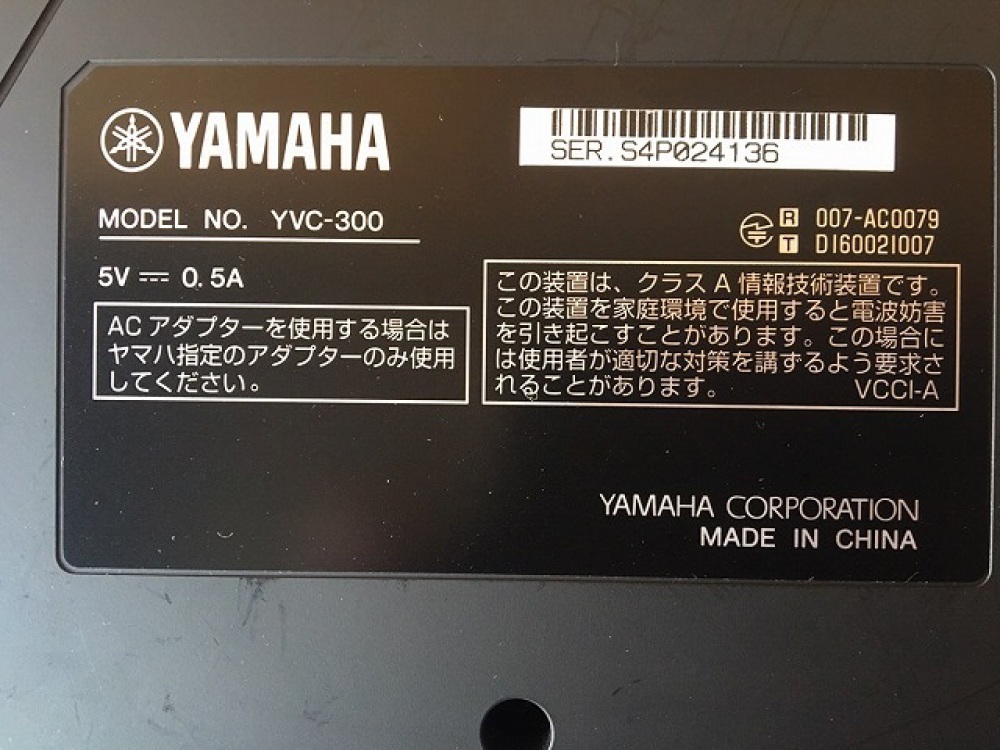 YAMAHA
SER.S4P024136
MODEL NO. YVC-300
R 007-AC0079
T D160021007
5V ⎓ 0.5A
AC アダプターを使用する場合は
ヤマハ指定のアダプターのみ使用
してください。
この装置は、クラス A 情報技術装置です。
この装置を家庭環境で使用すると電波妨害
を引き起こすことがあります。この場合に
は使用者が適切な対策を講ずるよう要求さ
れることがあります。 VCCI-A
YAMAHA CORPORATION
MADE IN CHINA